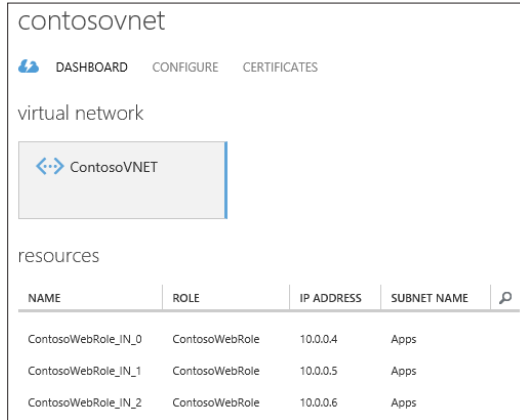 contosovnet
DASHBOARD CONFIGURE CERTIFICATES
virtual network
ContosoVNET
resources
NAME ROLE IP ADDRESS SUBNET NAME
ContosoWebRole_IN_0 ContosoWebRole 10.0.0.4 Apps
ContosoWebRole_IN_1 ContosoWebRole 10.0.0.5 Apps
ContosoWebRole_IN_2 ContosoWebRole 10.0.0.6 Apps